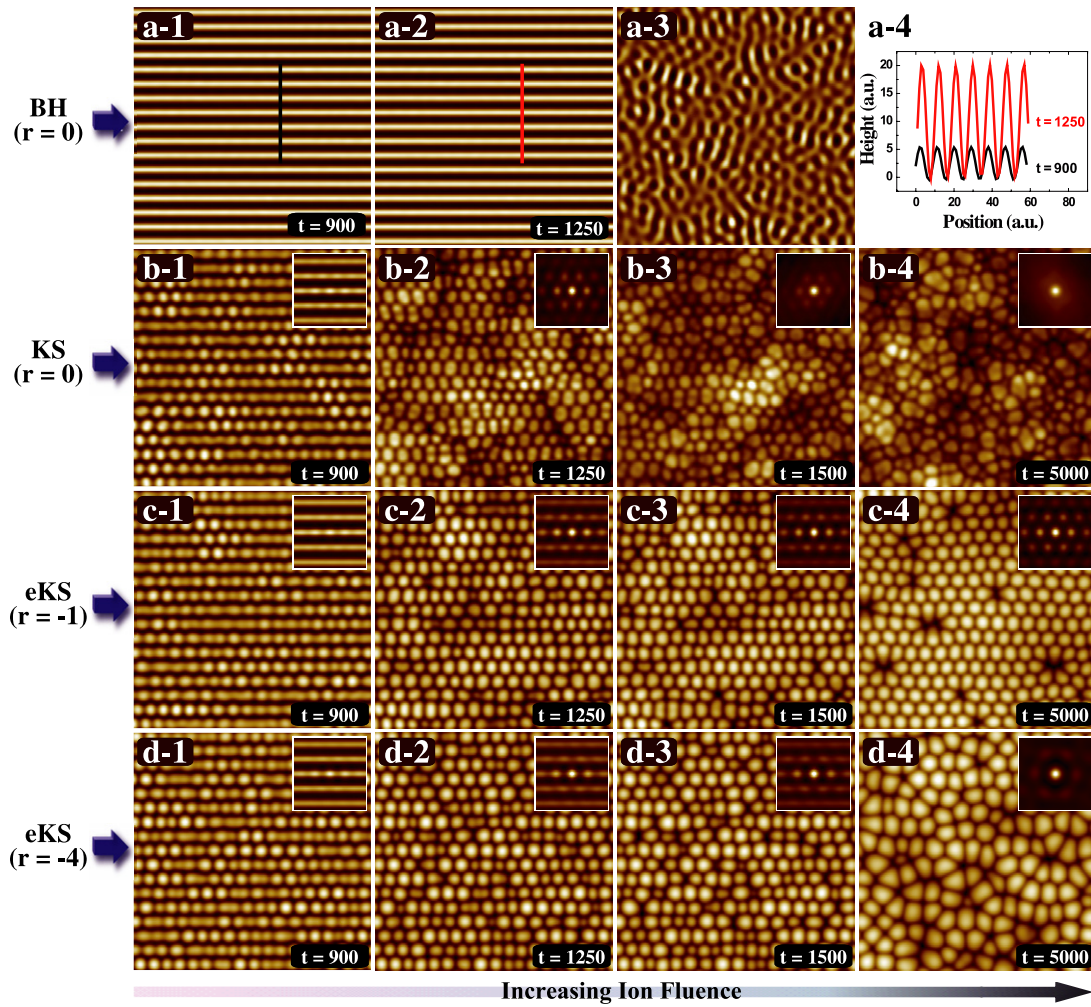 a-1
a-2
a-3
a-4
BH
(r = 0)
t = 900
t = 1250
Height (a.u.)
20
15
10
5
0
t = 1250
t = 900
0 20 40 60 80
Position (a.u.)
b-1
b-2
b-3
b-4
KS
(r = 0)
t = 900
t = 1250
t = 1500
t = 5000
c-1
c-2
c-3
c-4
eKS
(r = -1)
t = 900
t = 1250
t = 1500
t = 5000
d-1
d-2
d-3
d-4
eKS
(r = -4)
t = 900
t = 1250
t = 1500
t = 5000
Increasing Ion Fluence